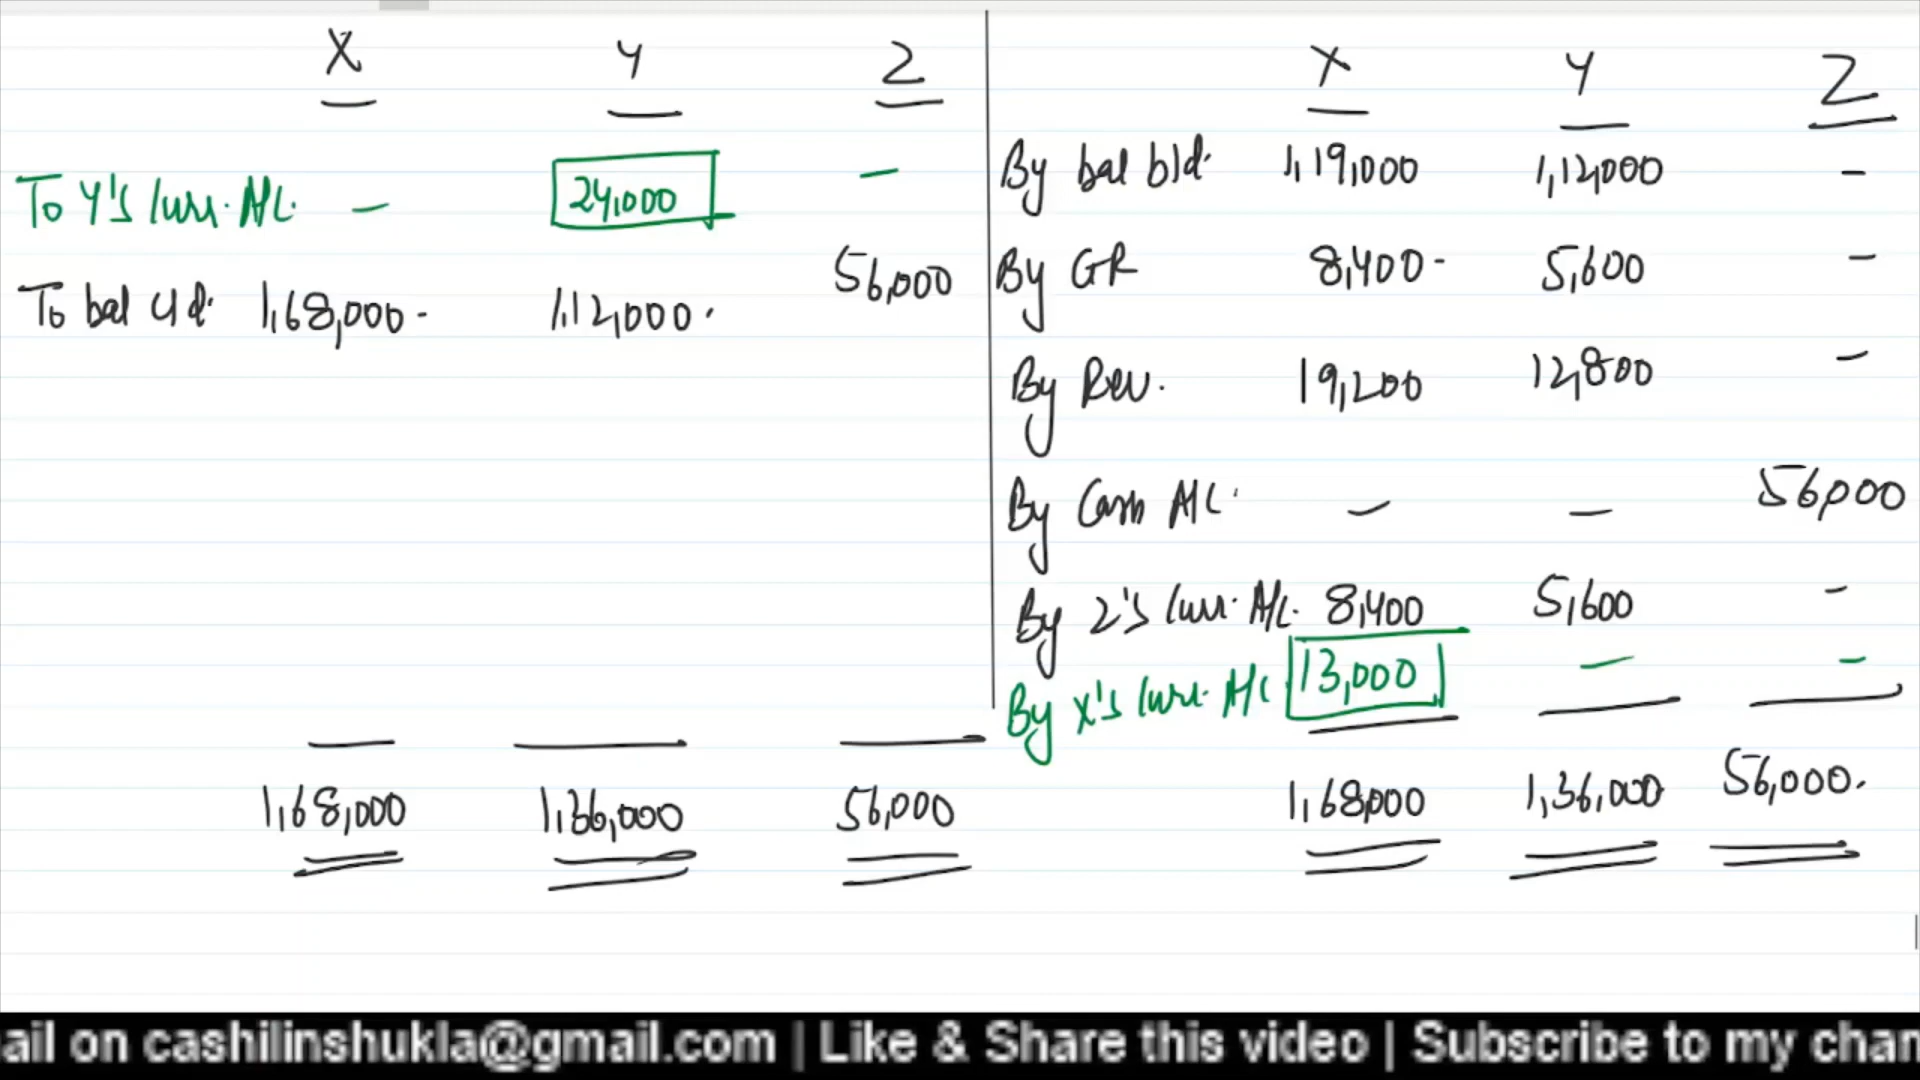 X Y Z
To Y's Curr. A/c. — 24,000 —
To bal c/d. 1,68,000. 1,12,000. 56,000
1,68,000 1,36,000 56,000
X Y Z
By bal b/d. 1,19,000 1,12,000 -
By GR 8,400. 5,600 -
By Rev. 19,200 12,800 -
By Cash A/c. — — 56,000
By Z's Curr. A/c. 8,400 5,600 -
By X's Curr. A/c 13,000 — -
1,68,000 1,36,000 56,000.
ail on cashilinshukla@gmail.com | Like & Share this video | Subscribe to my chan